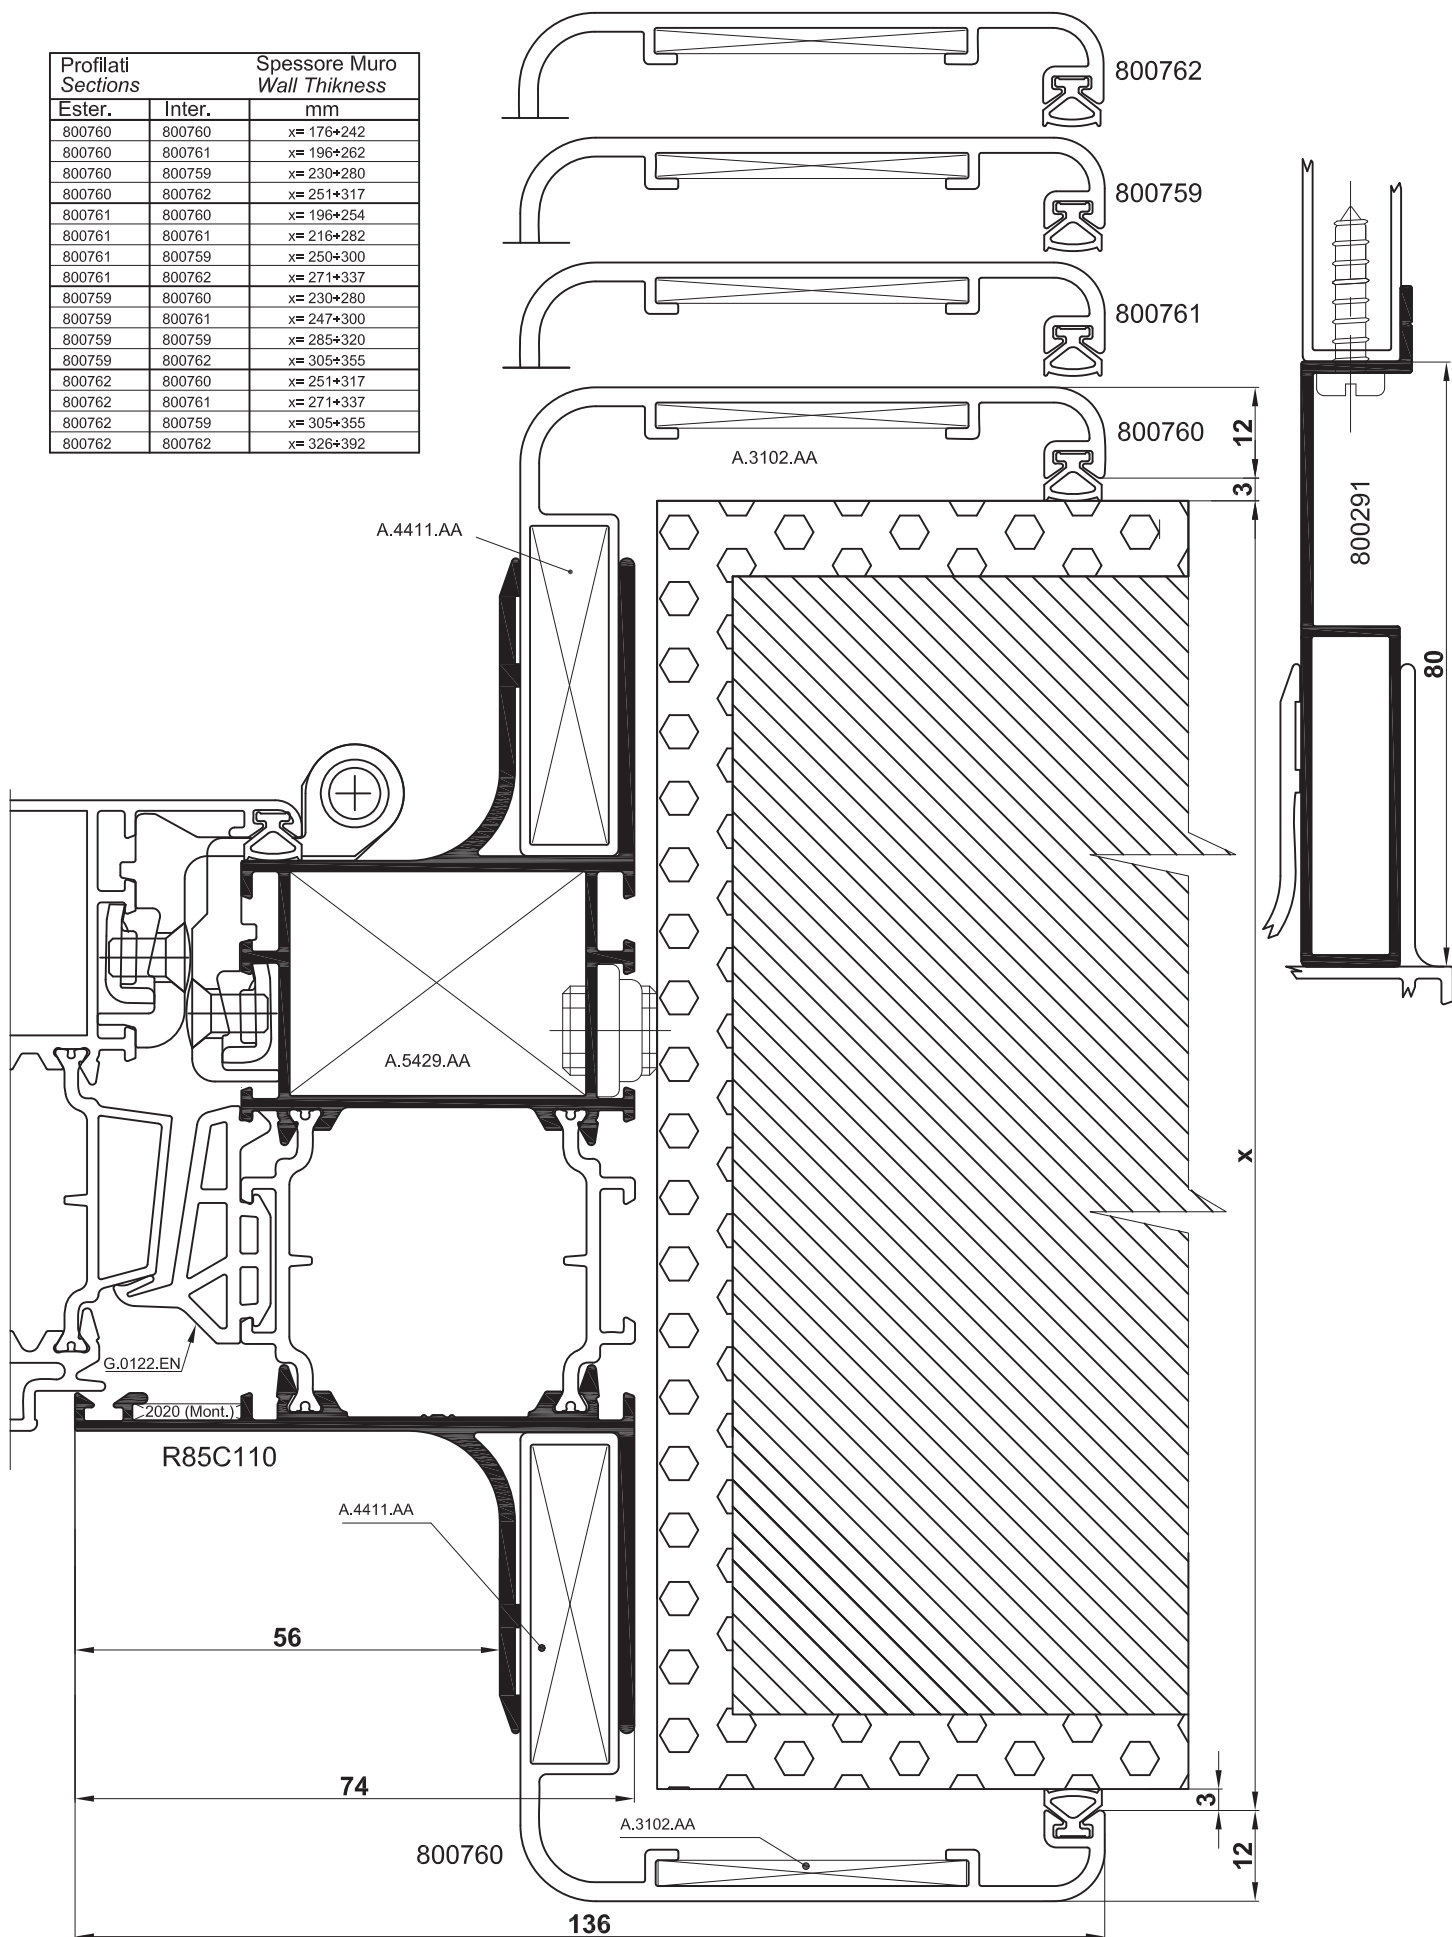 Profilati Spessore Muro
Sections Wall Thikness
Ester. Inter. mm
800760 800760 x= 176÷242
800760 800761 x= 196÷262
800760 800759 x= 230÷280
800760 800762 x= 251÷317
800761 800760 x= 196÷254
800761 800761 x= 216÷282
800761 800759 x= 250÷300
800761 800762 x= 271÷337
800759 800760 x= 230÷280
800759 800761 x= 247÷300
800759 800759 x= 285÷320
800759 800762 x= 305÷355
800762 800760 x= 251÷317
800762 800761 x= 271÷337
800762 800759 x= 305÷355
800762 800762 x= 326÷392
800762
800759
800761
800760
12
A.3102.AA
3
A.4411.AA
800291
80
A.5429.AA
x
G.0122.EN
2020 (Mont.)
R85C110
A.4411.AA
56
74
3
A.3102.AA
800760
12
136